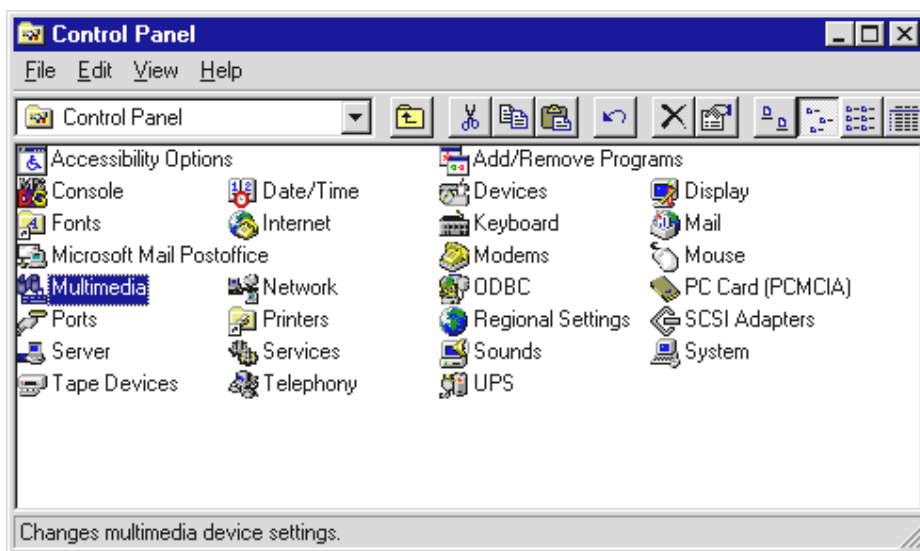 Control Panel
File Edit View Help
Control Panel
Accessibility Options Add/Remove Programs
Console Date/Time Devices Display
Fonts Internet Keyboard Mail
Microsoft Mail Postoffice Modems Mouse
Multimedia Network ODBC PC Card (PCMCIA)
Ports Printers Regional Settings SCSI Adapters
Server Services Sounds System
Tape Devices Telephony UPS
Changes multimedia device settings.